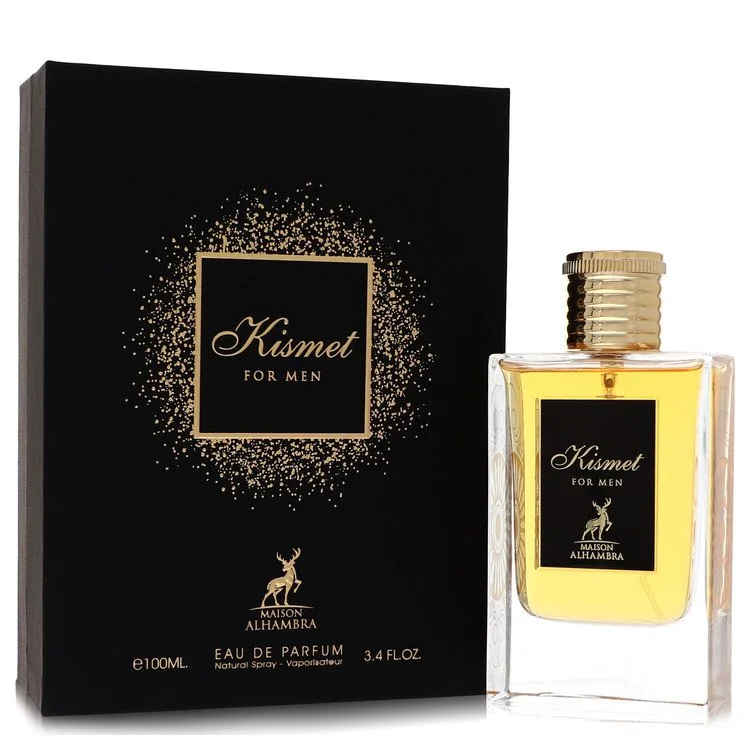 Kismet
FOR MEN
MAISON
ALHAMBRA
℮100ML.
EAU DE PARFUM
Natural Spray - Vaporisateur
3.4 FL.OZ.
Kismet
FOR MEN
MAISON
ALHAMBRA